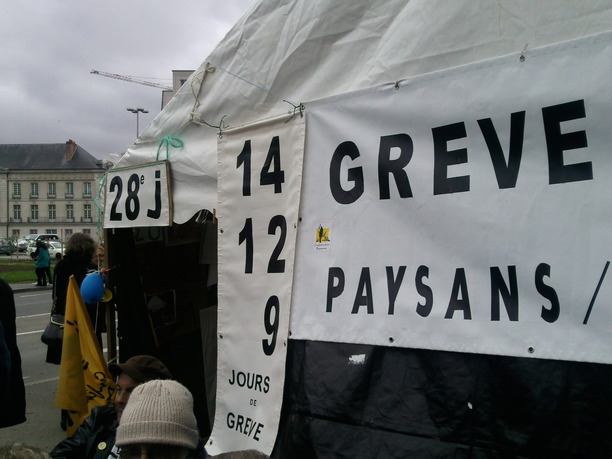 28e j
14
12
9
JOURS
DE
GREVE
GREVE
PAYSANS /